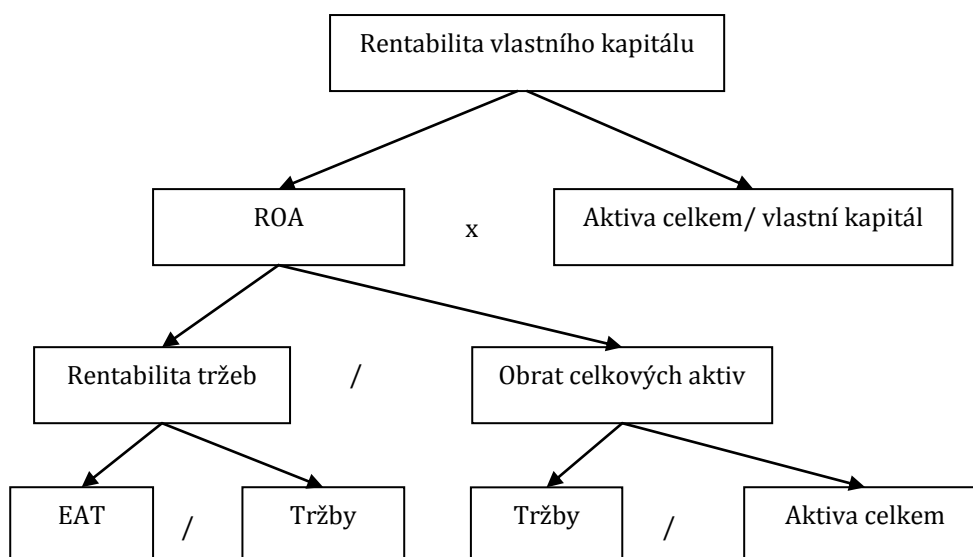 Rentabilita vlastního kapitálu
ROA
x
Aktiva celkem/ vlastní kapitál
Rentabilita tržeb
/
Obrat celkových aktiv
EAT
/
Tržby
Tržby
/
Aktiva celkem